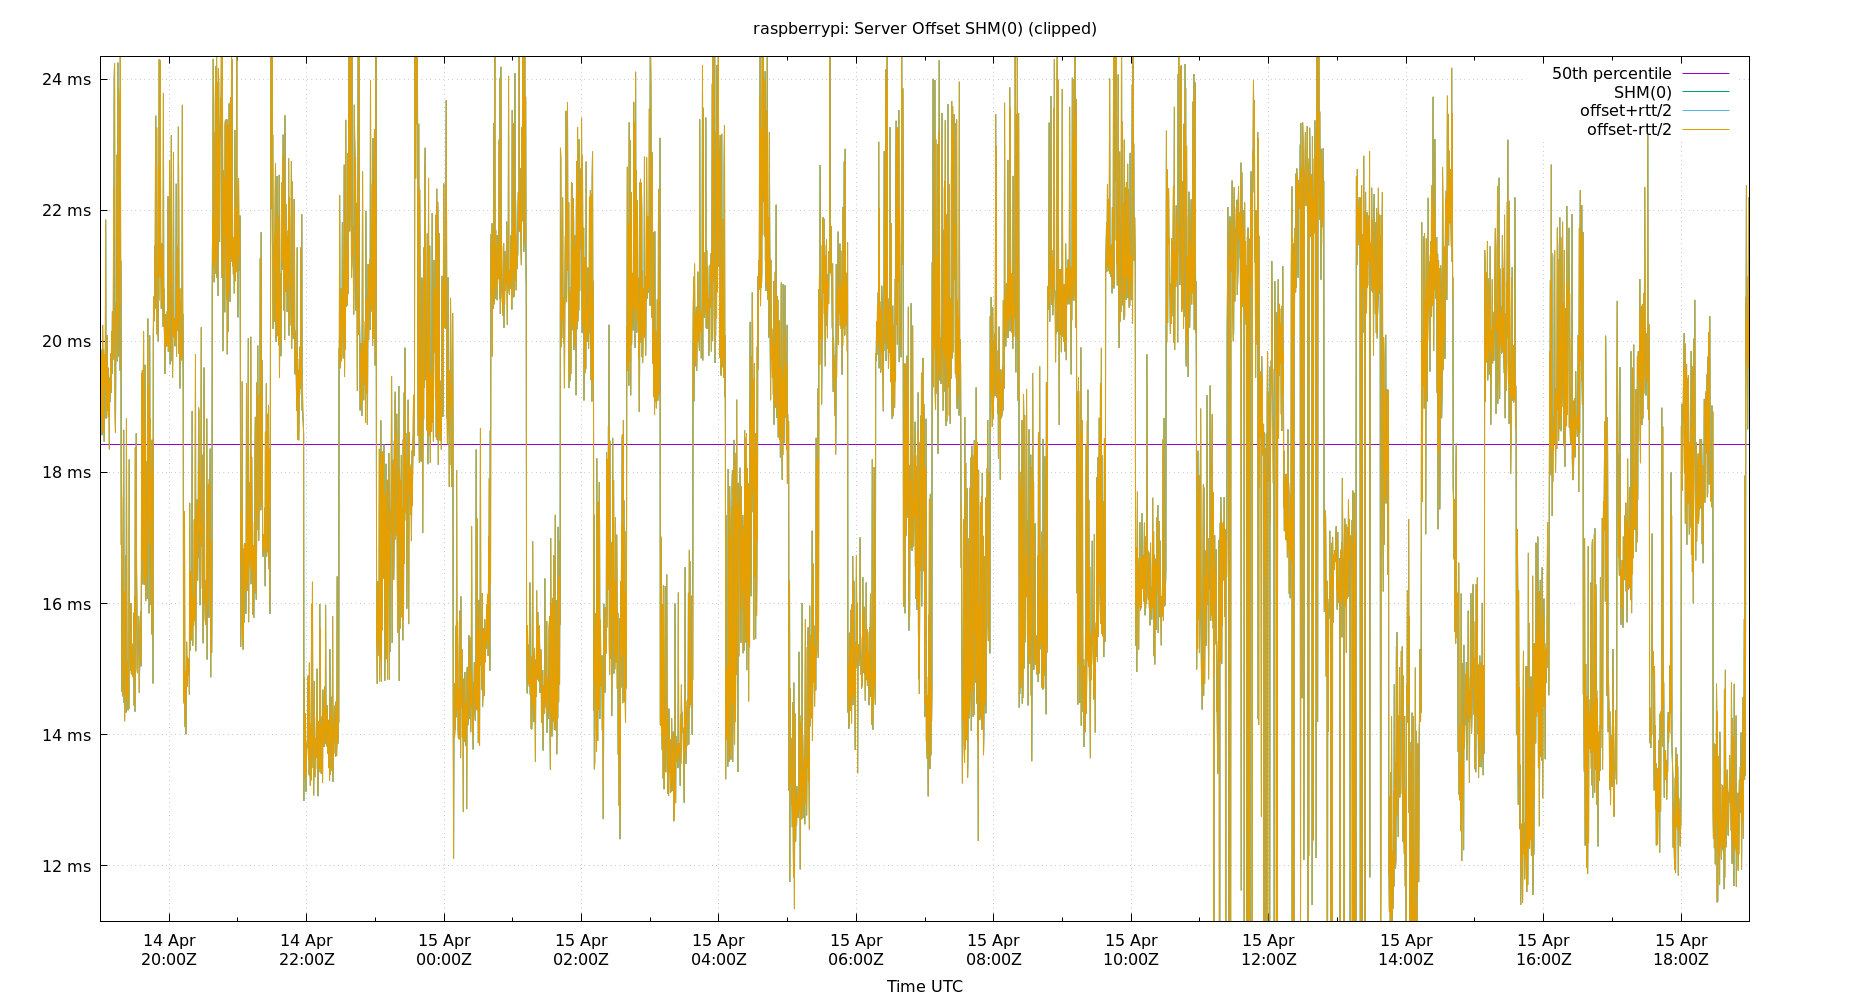 raspberrypi: Server Offset SHM(0) (clipped)
24 ms
22 ms
20 ms
18 ms
16 ms
14 ms
12 ms
50th percentile
SHM(0)
offset+rtt/2
offset-rtt/2
14 Apr 14 Apr 15 Apr 15 Apr 15 Apr 15 Apr 15 Apr 15 Apr 15 Apr 15 Apr 15 Apr 15 Apr
20:00Z 22:00Z 00:00Z 02:00Z 04:00Z 06:00Z 08:00Z 10:00Z 12:00Z 14:00Z 16:00Z 18:00Z
Time UTC